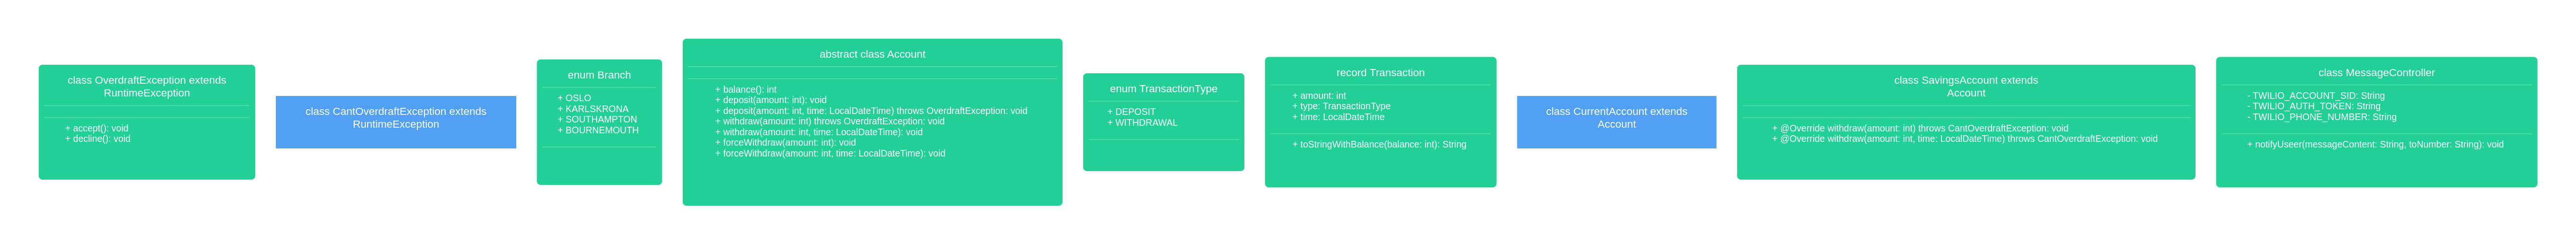 class OverdraftException extends
RuntimeException
+ accept(): void
+ decline(): void
class CantOverdraftException extends
RuntimeException
enum Branch
+ OSLO
+ KARLSKRONA
+ SOUTHAMPTON
+ BOURNEMOUTH
abstract class Account
+ balance(): int
+ deposit(amount: int): void
+ deposit(amount: int, time: LocalDateTime) throws OverdraftException: void
+ withdraw(amount: int) throws OverdraftException: void
+ withdraw(amount: int, time: LocalDateTime): void
+ forceWithdraw(amount: int): void
+ forceWithdraw(amount: int, time: LocalDateTime): void
enum TransactionType
+ DEPOSIT
+ WITHDRAWAL
record Transaction
+ amount: int
+ type: TransactionType
+ time: LocalDateTime
+ toStringWithBalance(balance: int): String
class CurrentAccount extends
Account
class SavingsAccount extends
Account
+ @Override withdraw(amount: int) throws CantOverdraftException: void
+ @Override withdraw(amount: int, time: LocalDateTime) throws CantOverdraftException: void
class MessageController
- TWILIO_ACCOUNT_SID: String
- TWILIO_AUTH_TOKEN: String
- TWILIO_PHONE_NUMBER: String
+ notifyUseer(messageContent: String, toNumber: String): void